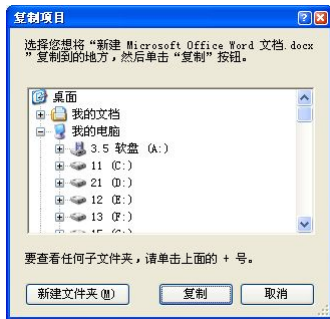 复制项目
选择您想将“新建 Microsoft Office Word 文档.docx
”复制到的地方，然后单击“复制”按钮。
桌面
我的文档
我的电脑
3.5 软盘 (A:)
11 (C:)
21 (D:)
12 (E:)
13 (F:)
要查看任何子文件夹，请单击上面的 + 号。
新建文件夹(M) 复制 取消